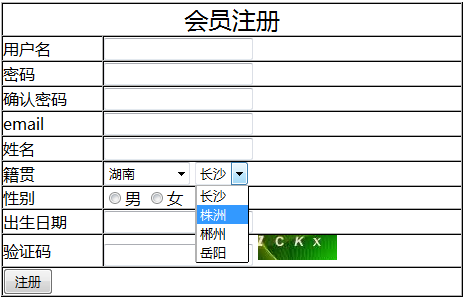 会员注册
用户名
密码
确认密码
email
姓名
籍贯 湖南 长沙
长沙
株洲
郴州
岳阳
性别 男 女
出生日期
验证码 Z C K X
注册